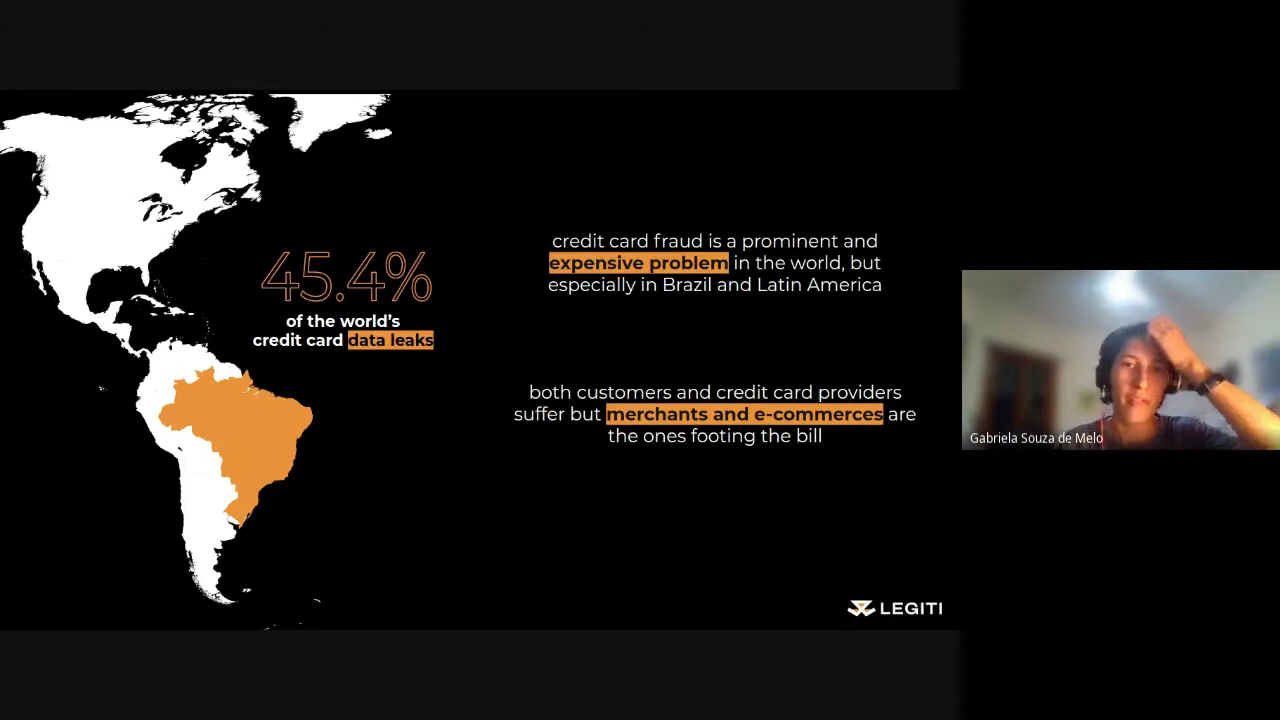 45.4%
of the world's
credit card data leaks
credit card fraud is a prominent and
expensive problem in the world, but
especially in Brazil and Latin America
both customers and credit card providers
suffer but merchants and e-commerces are
the ones footing the bill
LEGITI
Gabriela Souza de Melo